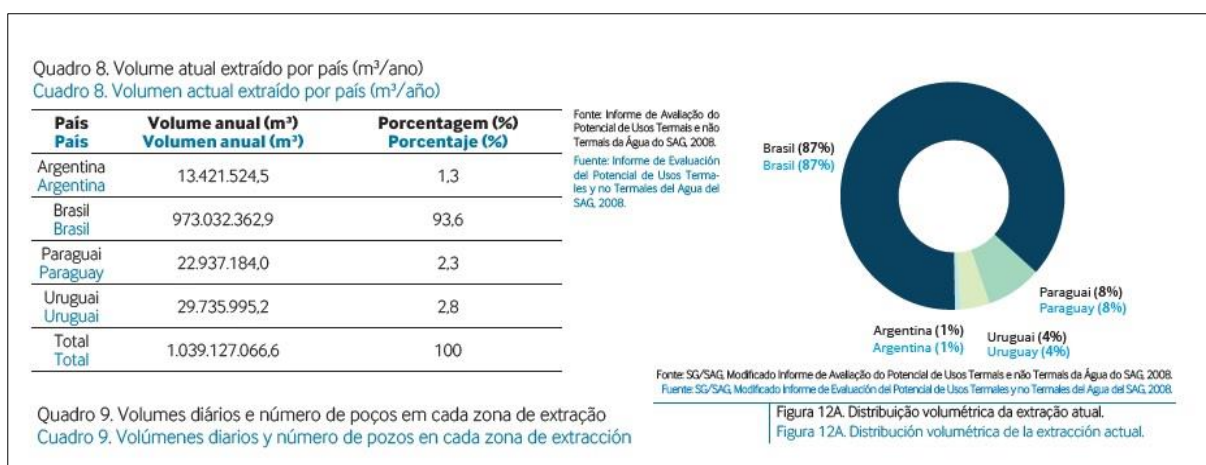 Quadro 8. Volume atual extraído por país (m³/ano)
Cuadro 8. Volumen actual extraído por país (m³/año)
País Volume anual (m³) Porcentagem (%)
País Volumen anual (m³) Porcentaje (%)
Argentina
Argentina
13.421.524,5 1,3
Brasil
Brasil
973.032.362,9 93,6
Paraguai
Paraguay
22.937.184,0 2,3
Uruguai
Uruguai
29.735.995,2 2,8
Total
Total
1.039.127.066,6 100
Fonte: Informe de Avaliação do
Potencial de Usos Termais e não
Termais da Água do SAG, 2008.
Fuente: Informe de Evaluación
del Potencial de Usos Terma-
les y no Termales del Agua del
SAG, 2008.
Brasil (87%)
Brasil (87%)
Paraguai (8%)
Paraguay (8%)
Argentina (1%)
Argentina (1%)
Uruguai (4%)
Uruguay (4%)
Fonte: SG/SAG, Modificado Informe de Avaliação do Potencial de Usos Termais e não Termais da Água do SAG, 2008.
Fuente: SG/SAG, Modificado Informe de Evaluación del Potencial de Usos Termales y no Termales del Agua del SAG, 2008.
Figura 12A. Distribuição volumétrica da extração atual.
Figura 12A. Distribución volumétrica de la extracción actual.
Quadro 9. Volumes diários e número de poços em cada zona de extração
Cuadro 9. Volúmenes diarios y número de pozos en cada zona de extracción